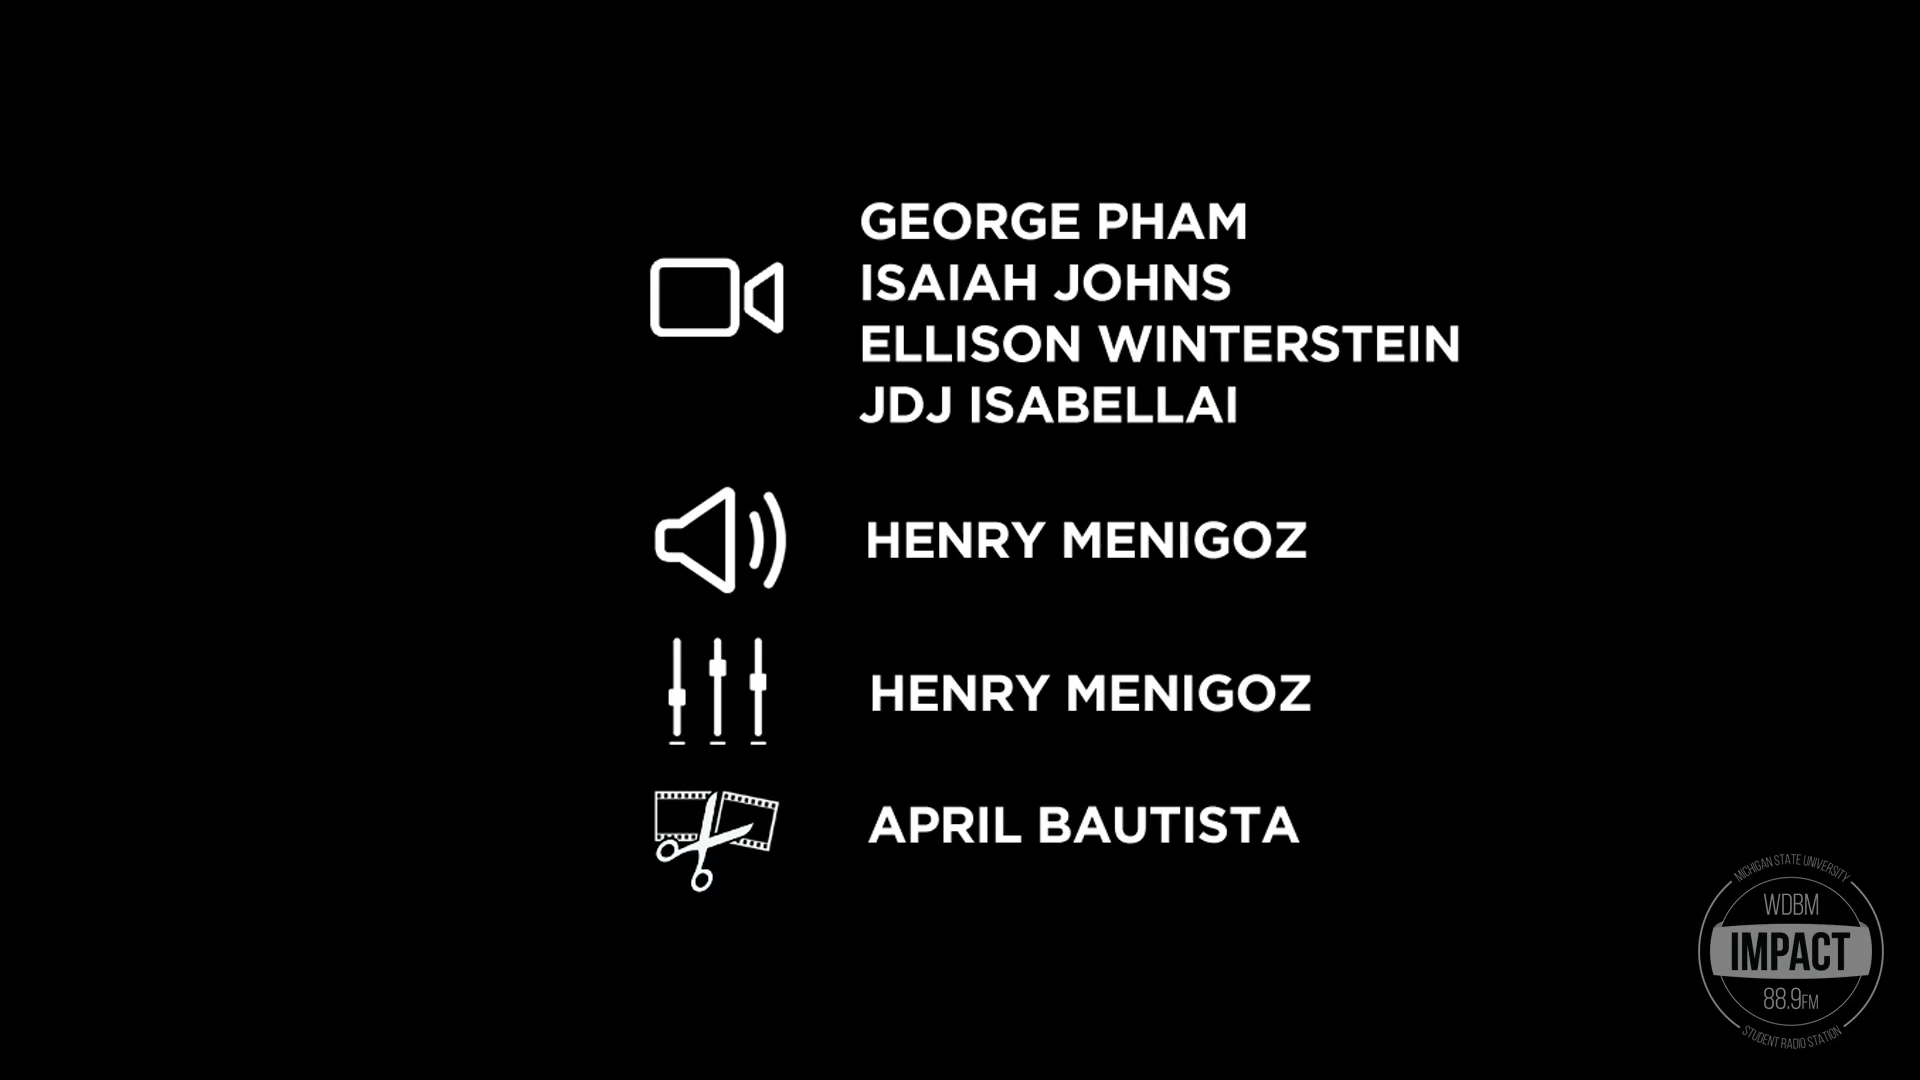 GEORGE PHAM
ISAIAH JOHNS
ELLISON WINTERSTEIN
JDJ ISABELLAI
HENRY MENIGOZ
HENRY MENIGOZ
APRIL BAUTISTA
MICHIGAN STATE UNIVERSITY
WDBM
IMPACT
88.9FM
STUDENT RADIO STATION